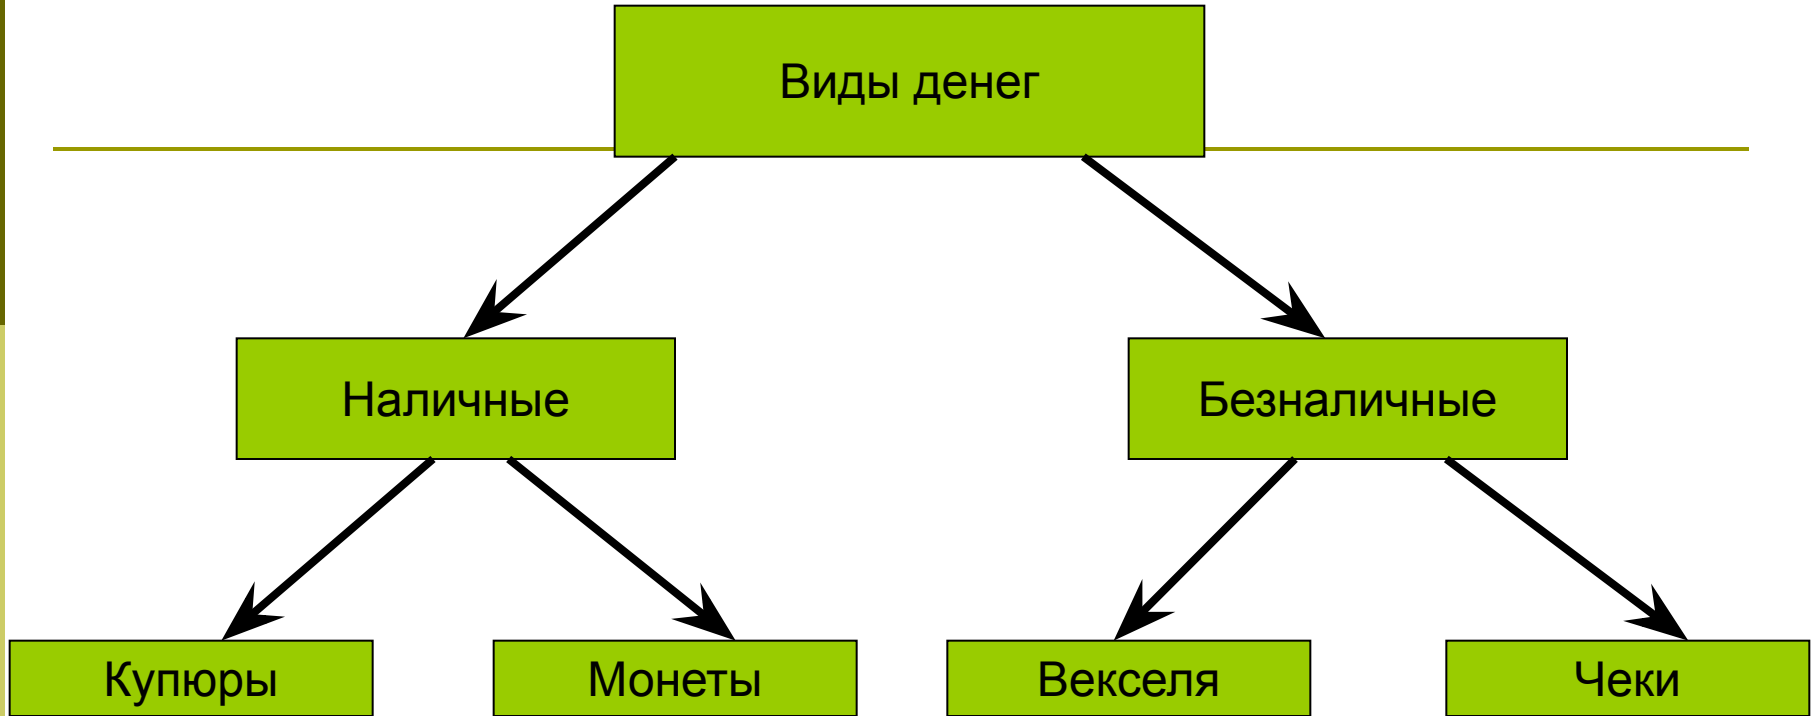 Виды денег
Наличные
Безналичные
Купюры
Монеты
Векселя
Чеки